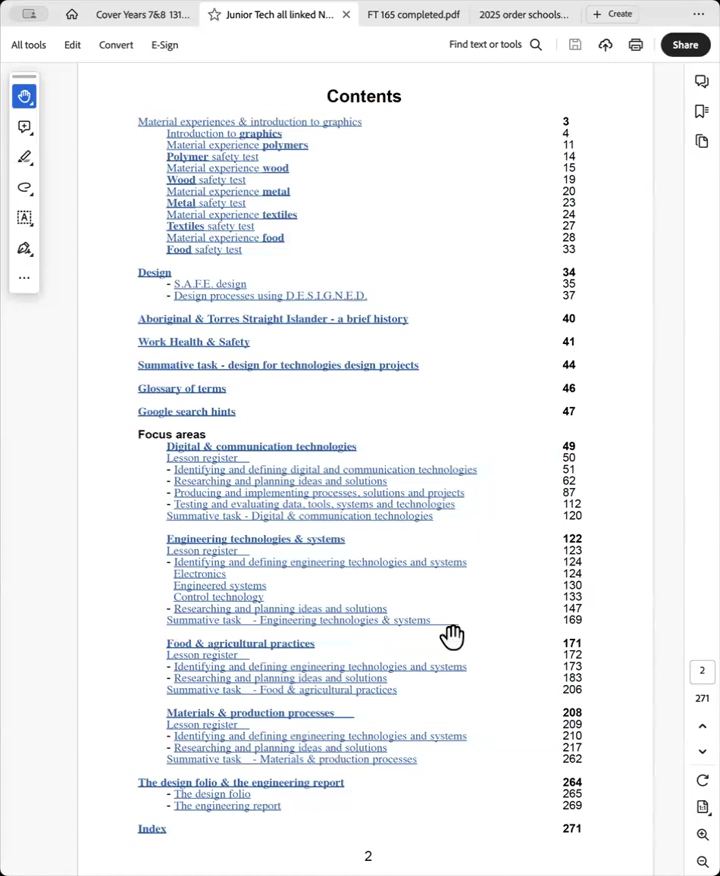 Cover Years 7&8 131...
Junior Tech all linked N...
FT 165 completed.pdf
2025 order schools...
+ Create
All tools
Edit
Convert
E-Sign
Find text or tools
Share
Contents
Material experiences & introduction to graphics 3
Introduction to graphics 4
Material experience polymers 11
Polymer safety test 14
Material experience wood 15
Wood safety test 19
Material experience metal 20
Metal safety test 23
Material experience textiles 24
Textiles safety test 27
Material experience food 28
Food safety test 33
Design 34
- S.A.F.E. design 35
- Design processes using D.E.S.I.G.N.E.D. 37
Aboriginal & Torres Straight Islander - a brief history 40
Work Health & Safety 41
Summative task - design for technologies design projects 44
Glossary of terms 46
Google search hints 47
Focus areas
Digital & communication technologies 49
Lesson register 50
- Identifying and defining digital and communication technologies 51
- Researching and planning ideas and solutions 62
- Producing and implementing processes, solutions and projects 87
- Testing and evaluating data, tools, systems and technologies 112
Summative task - Digital & communication technologies 120
Engineering technologies & systems 122
Lesson register 123
- Identifying and defining engineering technologies and systems 124
Electronics 124
Engineered systems 130
Control technology 133
- Researching and planning ideas and solutions 147
Summative task - Engineering technologies & systems 169
Food & agricultural practices 171
Lesson register 172
- Identifying and defining engineering technologies and systems 173
- Researching and planning ideas and solutions 183
Summative task - Food & agricultural practices 206
Materials & production processes 208
Lesson register 209
- Identifying and defining engineering technologies and systems 210
- Researching and planning ideas and solutions 217
Summative task - Materials & production processes 262
The design folio & the engineering report 264
- The design folio 265
- The engineering report 269
Index 271
2
2
271